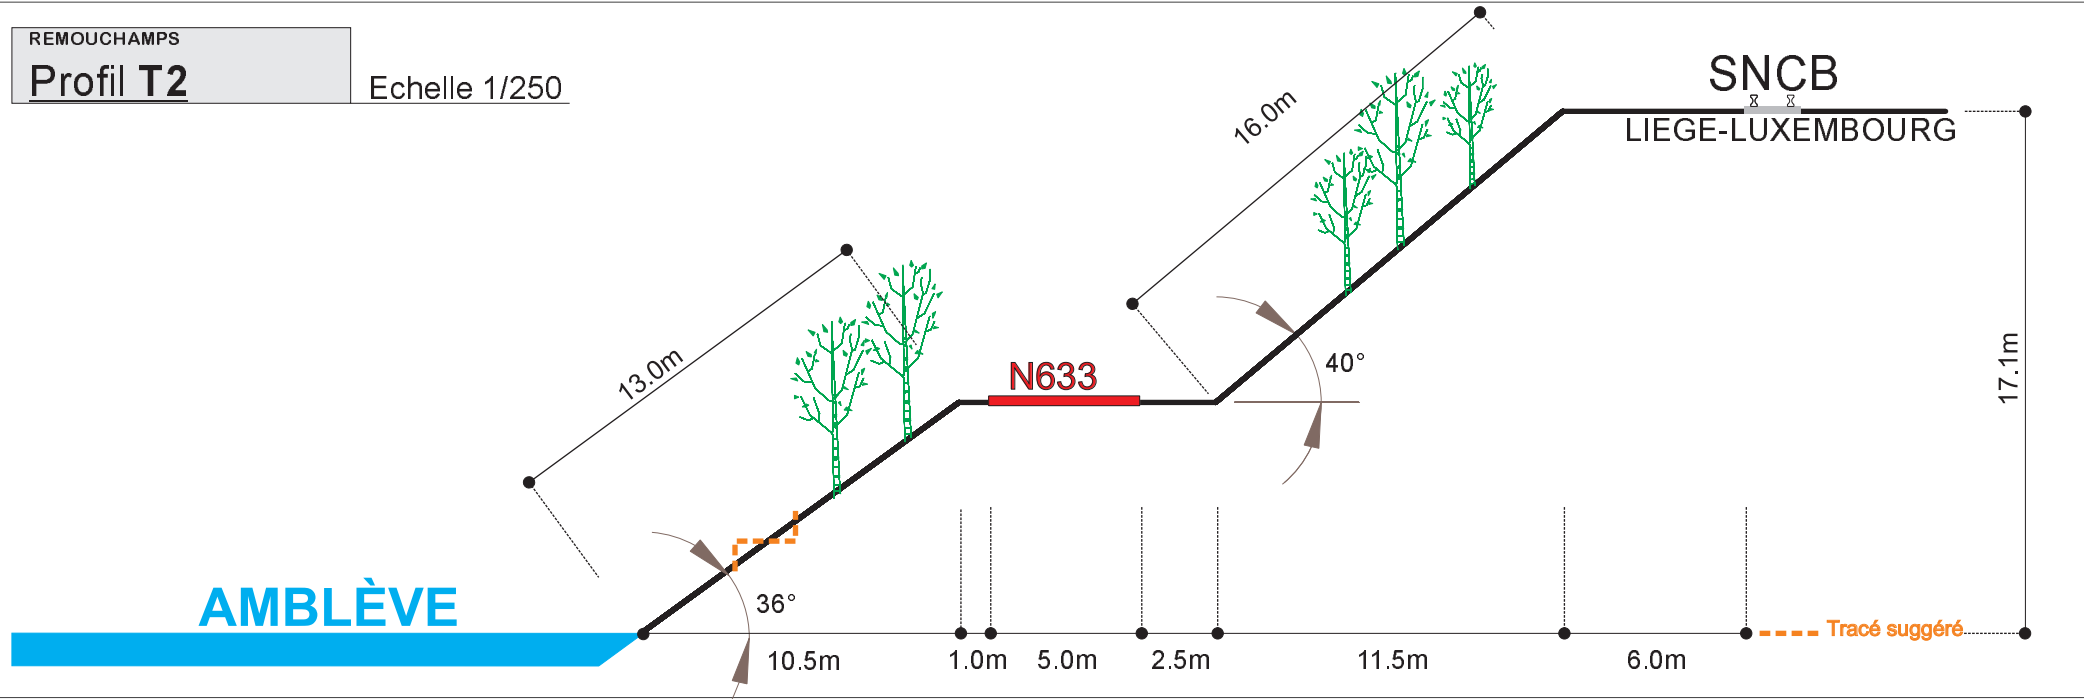 REMOUCHAMPS
Profil T2
Echelle 1/250
SNCB
LIEGE-LUXEMBOURG
16.0m
13.0m
N633
40°
17.1m
AMBLÈVE
36°
Tracé suggéré
10.5m
1.0m
5.0m
2.5m
11.5m
6.0m